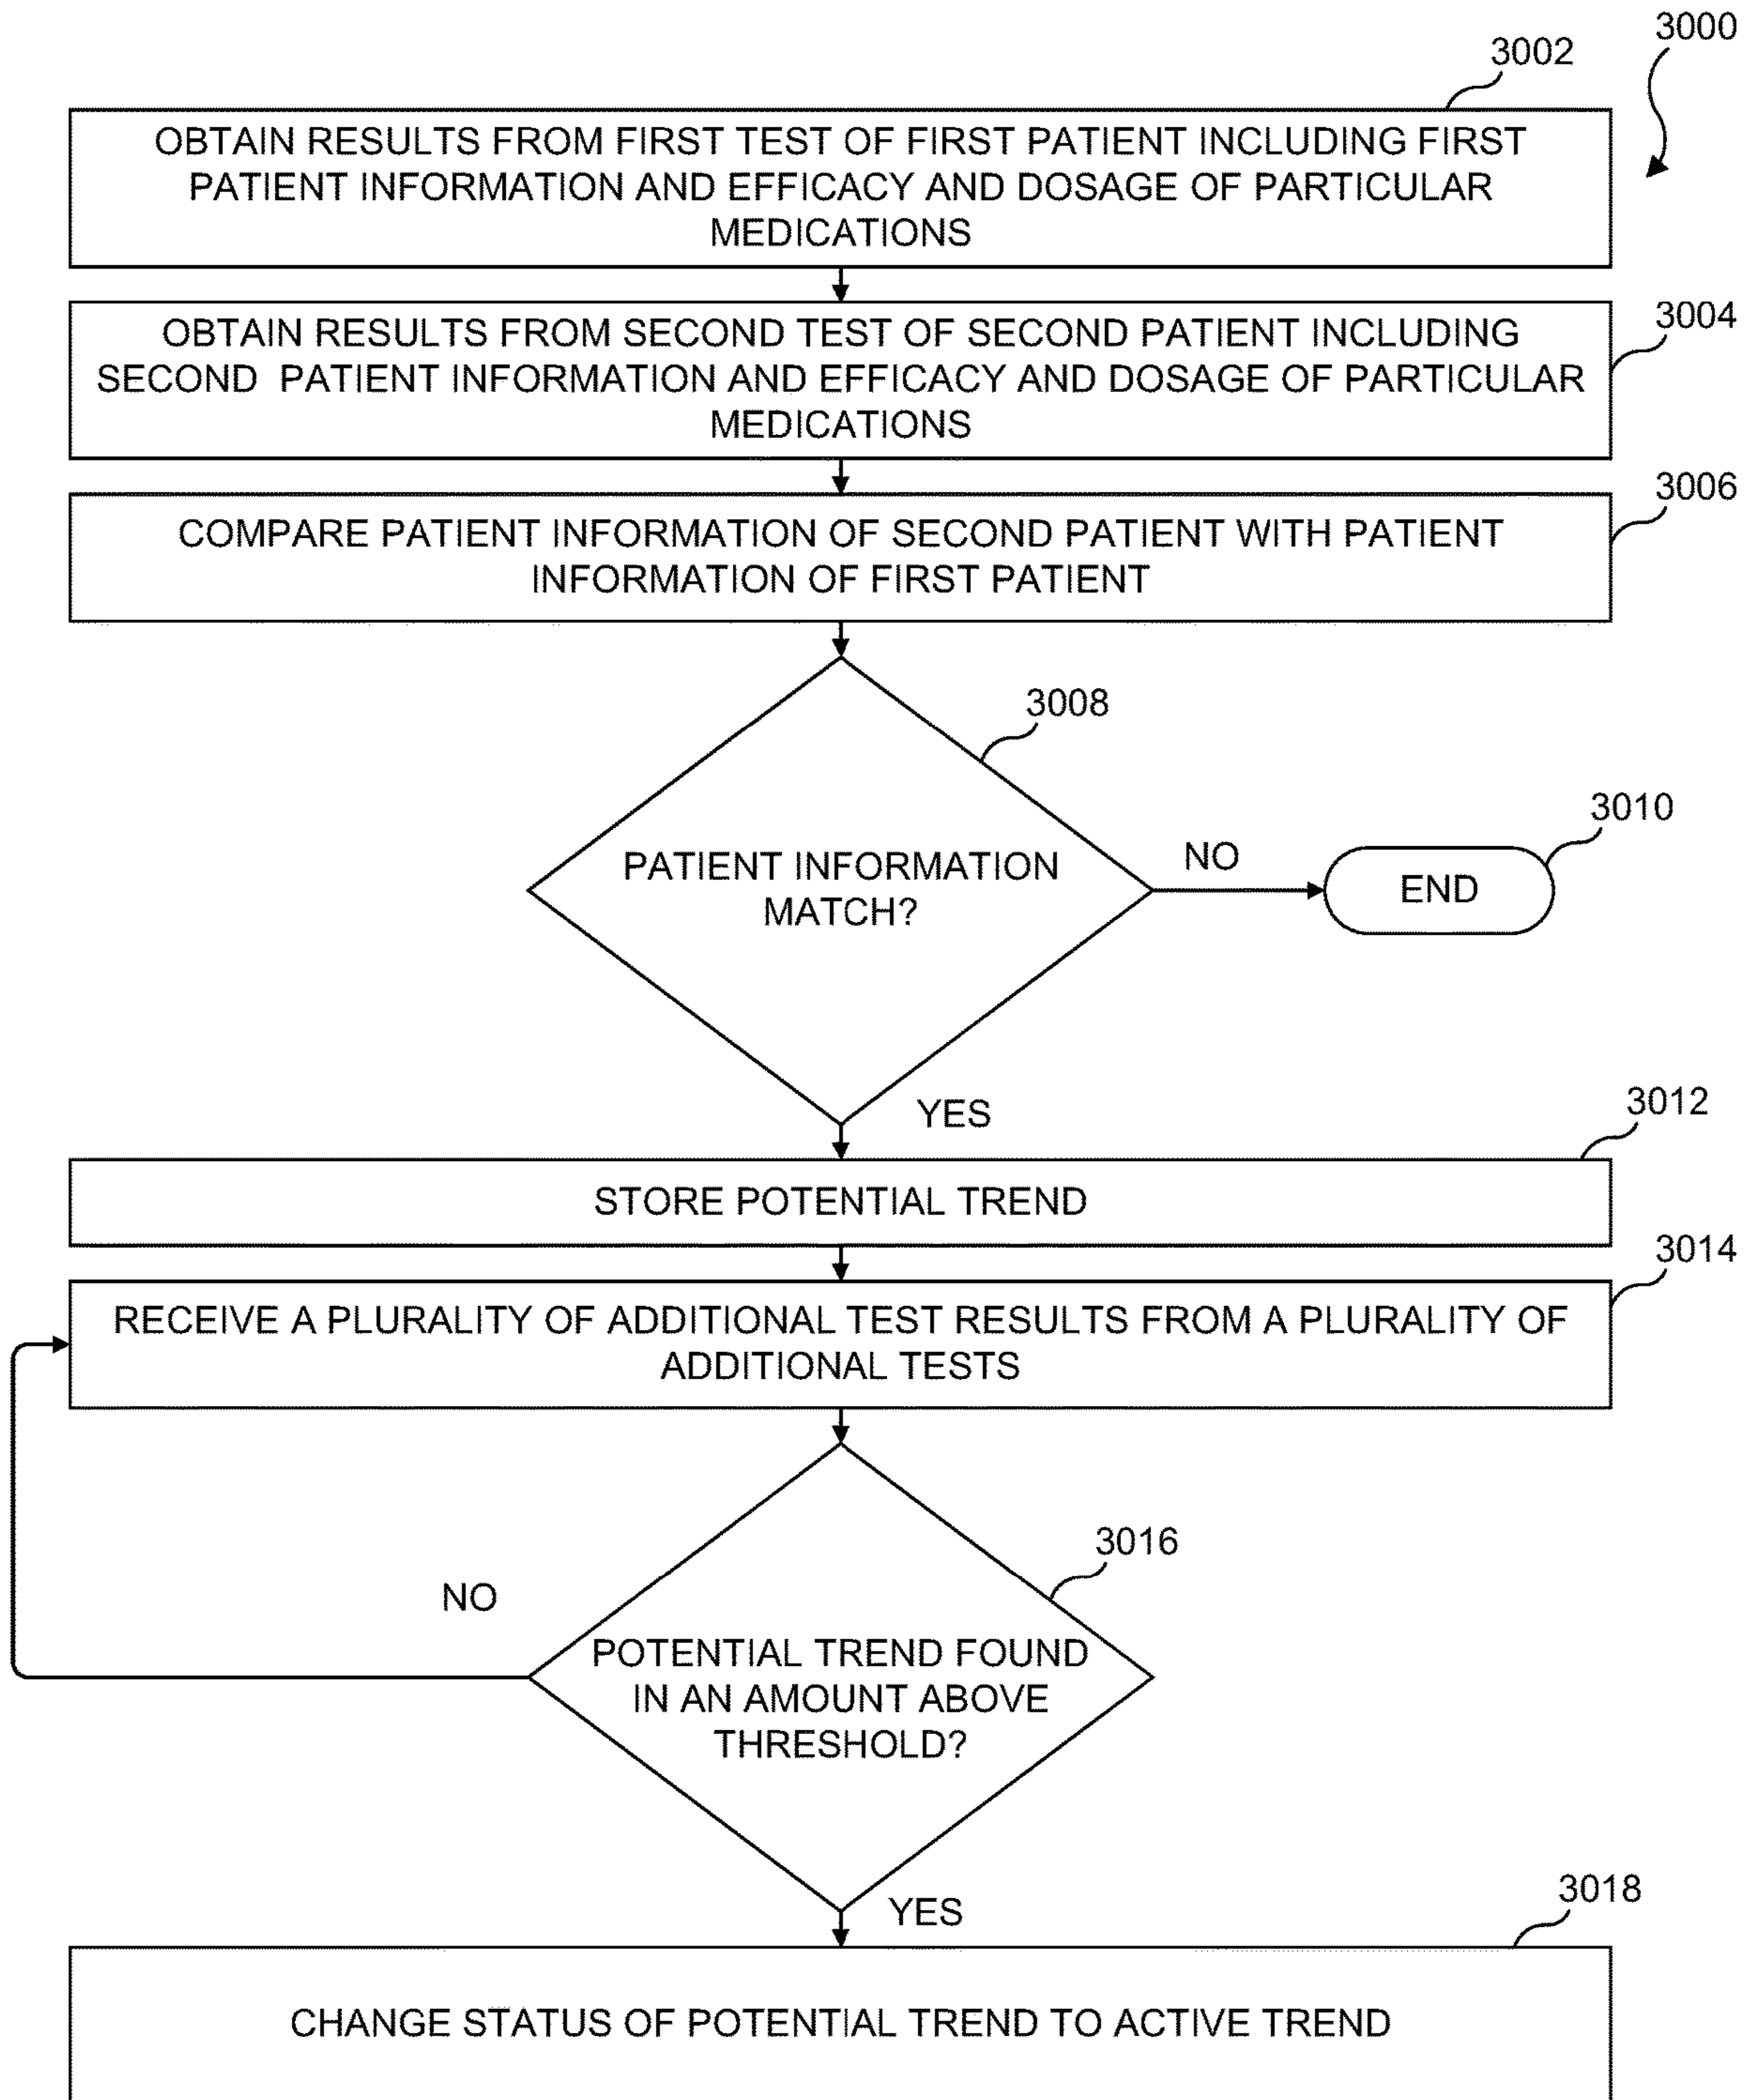 3000
3002
OBTAIN RESULTS FROM FIRST TEST OF FIRST PATIENT INCLUDING FIRST
PATIENT INFORMATION AND EFFICACY AND DOSAGE OF PARTICULAR
MEDICATIONS
3004
OBTAIN RESULTS FROM SECOND TEST OF SECOND PATIENT INCLUDING
SECOND PATIENT INFORMATION AND EFFICACY AND DOSAGE OF PARTICULAR
MEDICATIONS
3006
COMPARE PATIENT INFORMATION OF SECOND PATIENT WITH PATIENT
INFORMATION OF FIRST PATIENT
3008
PATIENT INFORMATION
MATCH?
NO
3010
END
YES
3012
STORE POTENTIAL TREND
3014
RECEIVE A PLURALITY OF ADDITIONAL TEST RESULTS FROM A PLURALITY OF
ADDITIONAL TESTS
3016
NO
POTENTIAL TREND FOUND
IN AN AMOUNT ABOVE
THRESHOLD?
YES
3018
CHANGE STATUS OF POTENTIAL TREND TO ACTIVE TREND